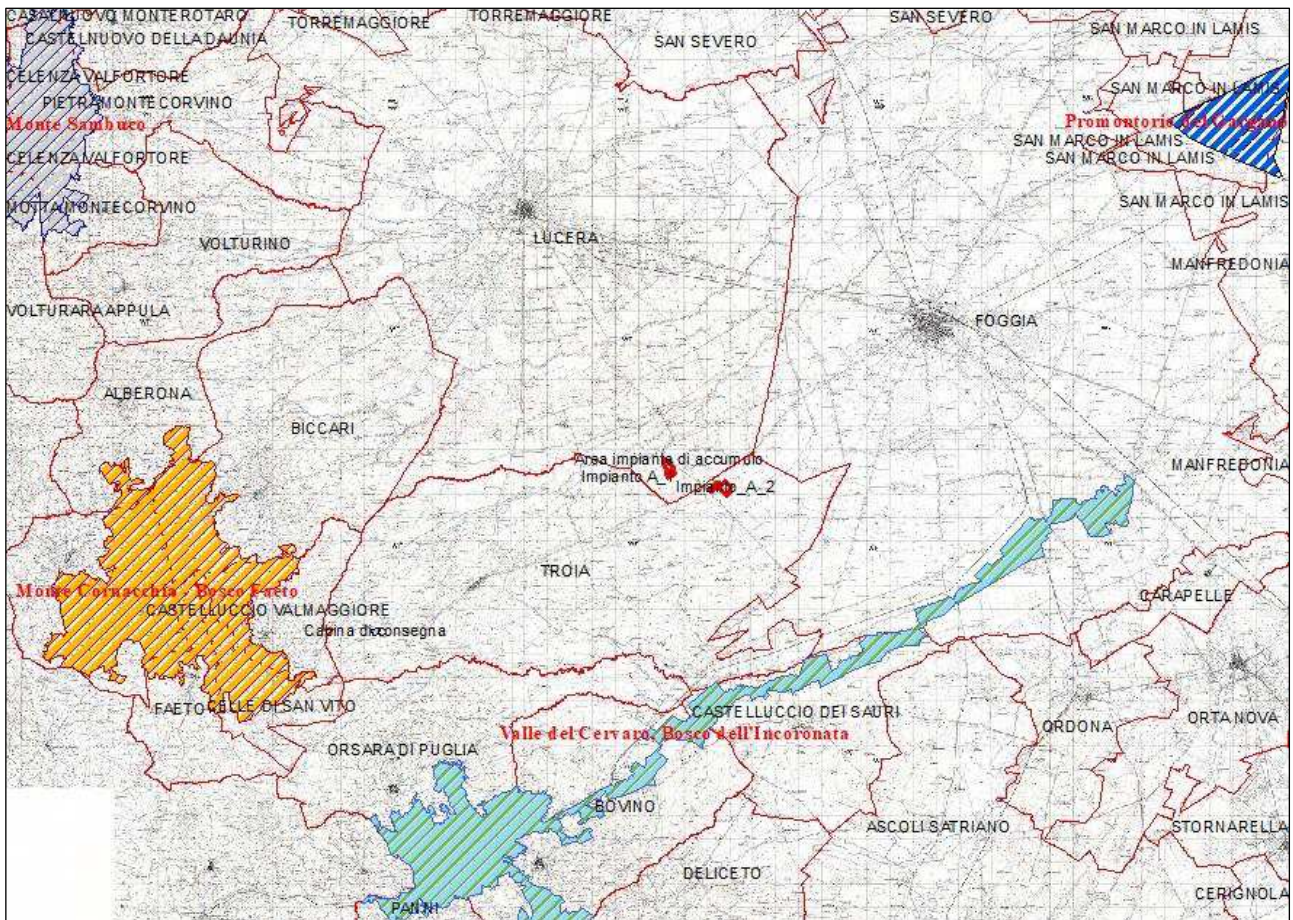 CASALNUOVO MONTEROTARO
TORREMAGGIORE
TORREMAGGIORE
SAN SEVERO
CASTELNUOVO DELLA DAUNIA
SAN SEVERO
SAN MARCO IN LAMIS
CELENZA VALFORTORE
SAN MARCO IN LAMIS
PIETRAMONTECORVINO
Monte Sambuco
Promontorio del Gargano
SAN MARCO IN LAMIS
CELENZA VALFORTORE
SAN MARCO IN LAMIS
MOTTA MONTECORVINO
SAN MARCO IN LAMIS
VOLTURINO
LUCERA
MANFREDONIA
VOLTURARA APPULA
FOGGIA
ALBERONA
BICCARI
Area impianto di accumulo
MANFREDONIA
Impianto A_
Impianto_A_2
TROIA
Monte Cornacchia - Bosco Faeto
CARAPELLE
CASTELLUCCIO VALMAGGIORE
Cabina di consegna
FAETO
CELLE DI SAN VITO
CASTELLUCCIO DEI SAURI
ORDONA
ORTA NOVA
Valle del Cervaro, Bosco dell'Incoronata
ORSARA DI PUGLIA
BOVINO
ASCOLI SATRIANO
STORNARELLA
DELICETO
CERIGNOLA
PANNI